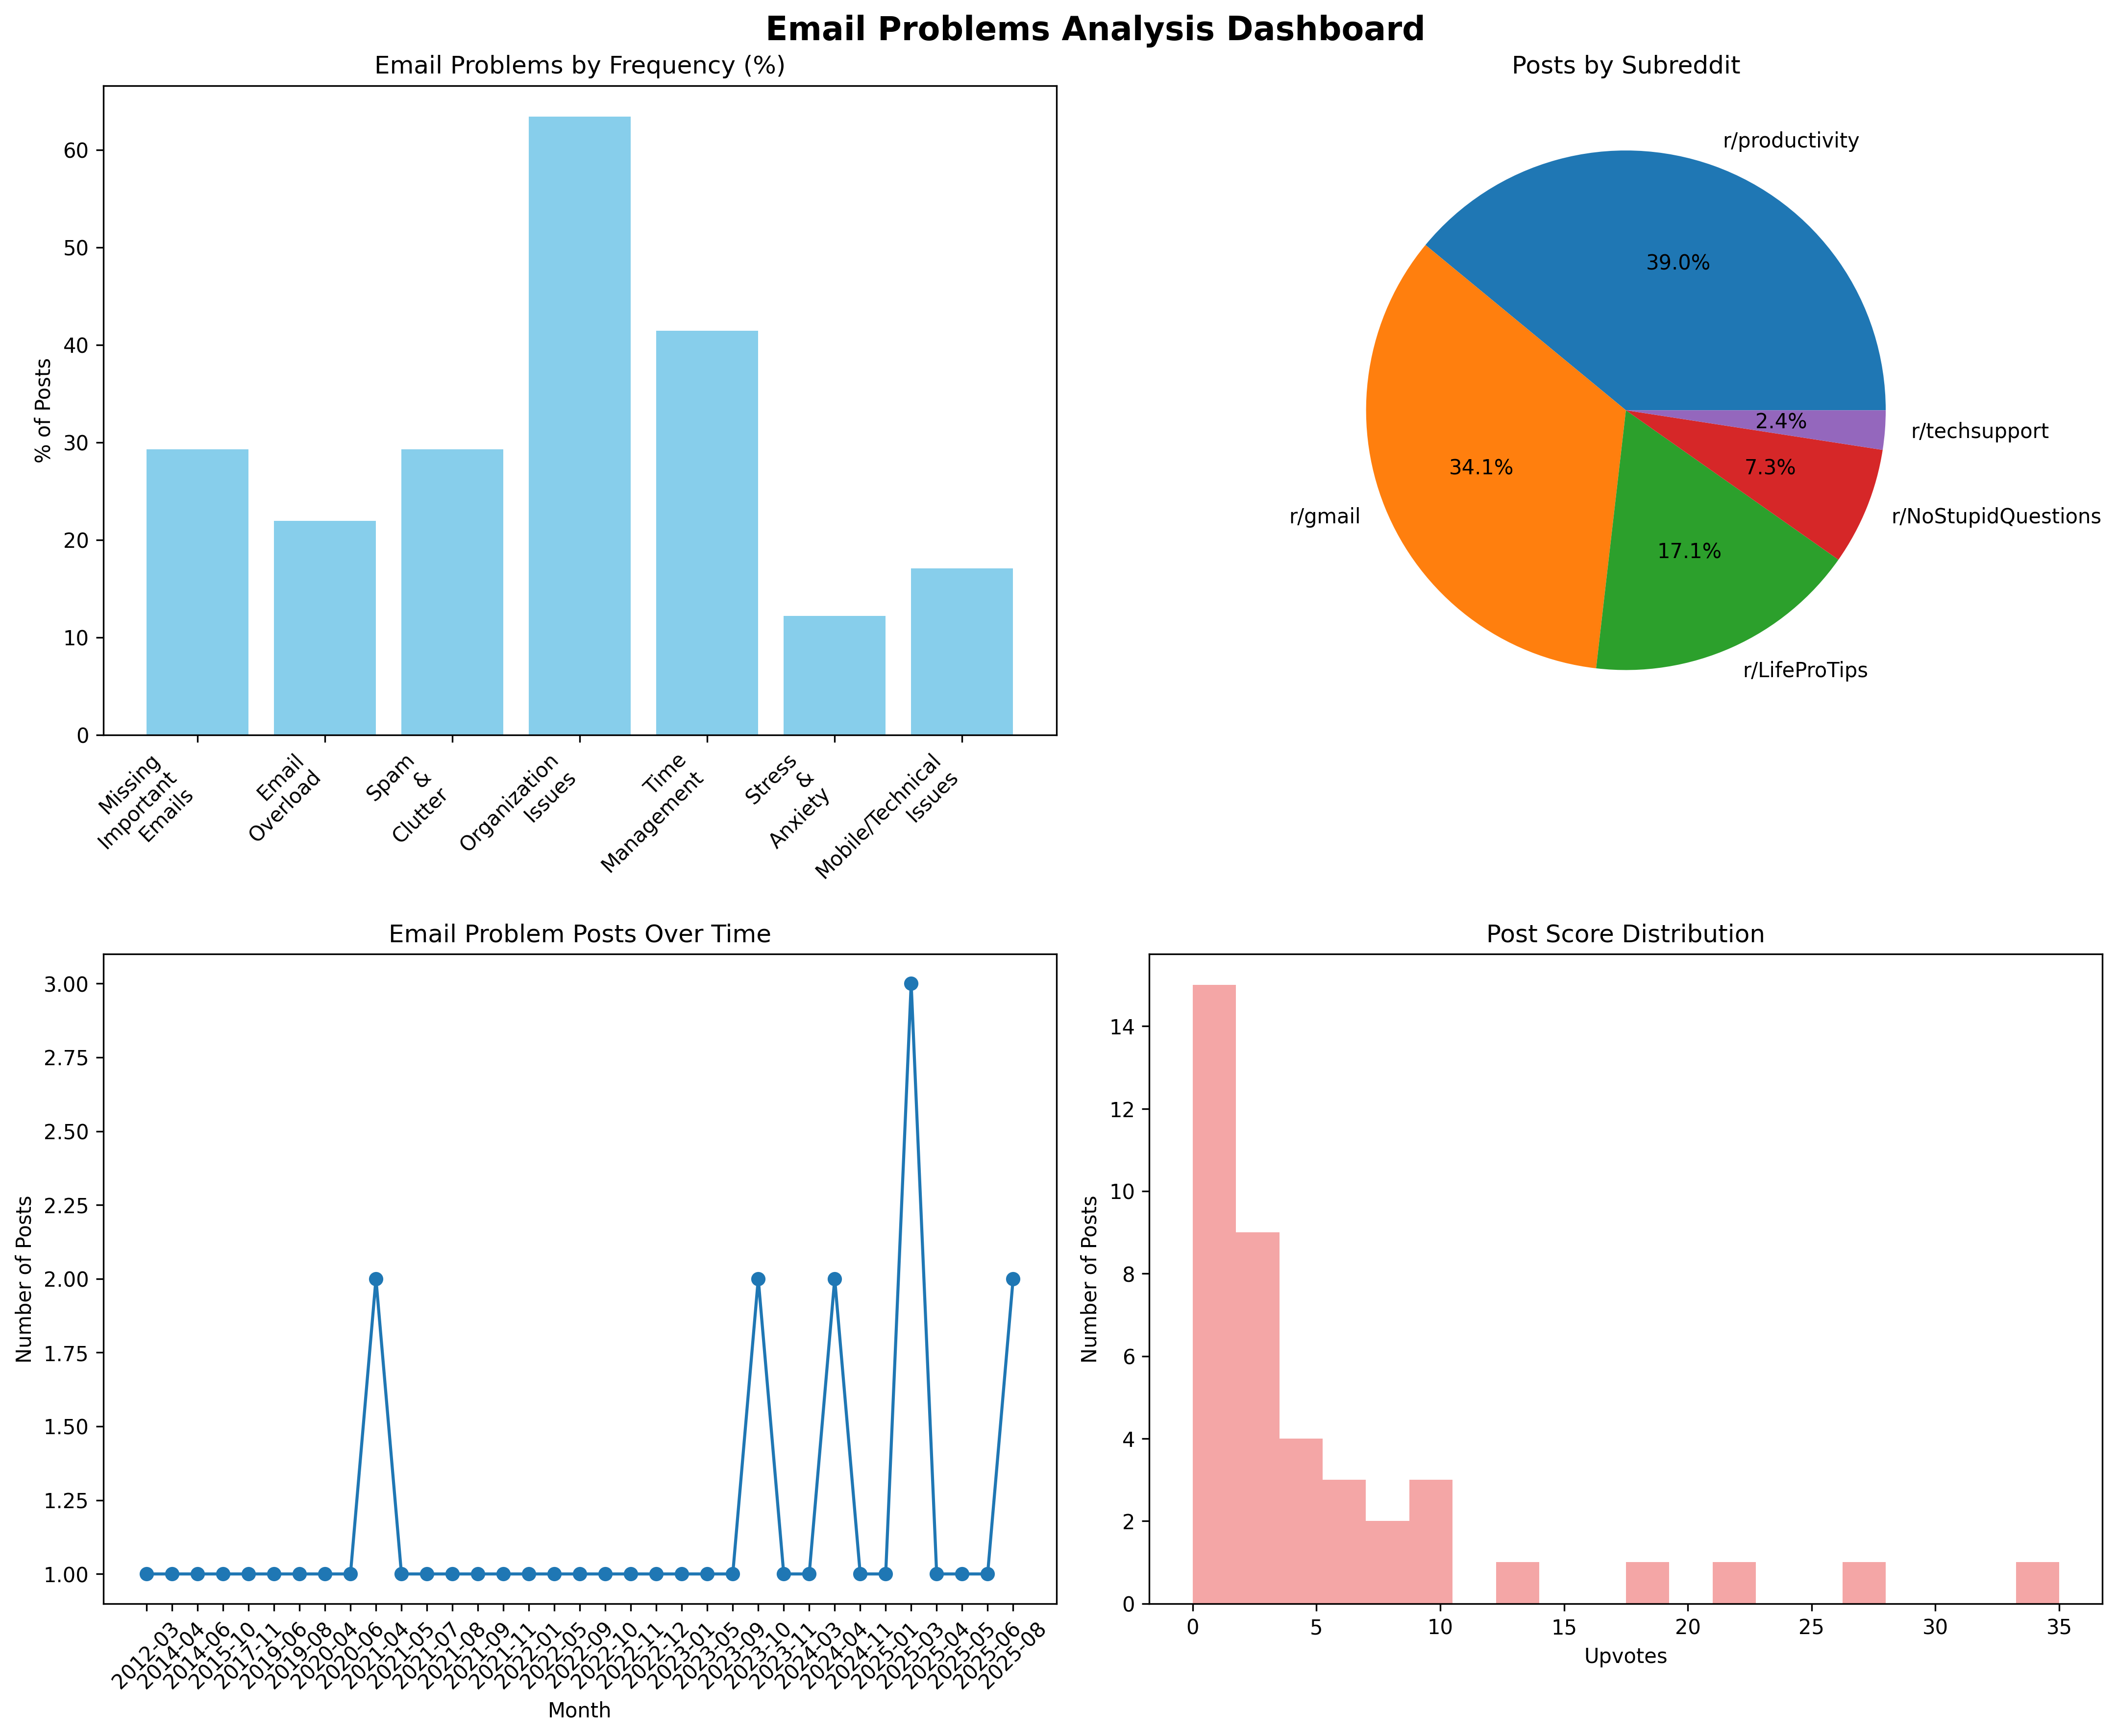 Email Problems Analysis Dashboard
Email Problems by Frequency (%)
% of Posts
60
50
40
30
20
10
0
Missing
Important
Emails
Email
Overload
Spam
&
Clutter
Organization
Issues
Time
Management
Stress
&
Anxiety
Mobile/Technical
Issues
Posts by Subreddit
r/productivity
39.0%
r/gmail
34.1%
r/LifeProTips
17.1%
r/NoStupidQuestions
7.3%
r/techsupport
2.4%
Email Problem Posts Over Time
Number of Posts
3.00
2.75
2.50
2.25
2.00
1.75
1.50
1.25
1.00
2012-03
2014-04
2014-06
2015-10
2017-11
2019-06
2019-08
2020-04
2020-06
2021-04
2021-05
2021-07
2021-08
2021-09
2021-11
2022-01
2022-05
2022-09
2022-10
2022-11
2022-12
2023-01
2023-05
2023-09
2023-10
2023-11
2024-03
2024-04
2024-11
2025-01
2025-03
2025-04
2025-05
2025-06
2025-08
Month
Post Score Distribution
Number of Posts
14
12
10
8
6
4
2
0
0
5
10
15
20
25
30
35
Upvotes